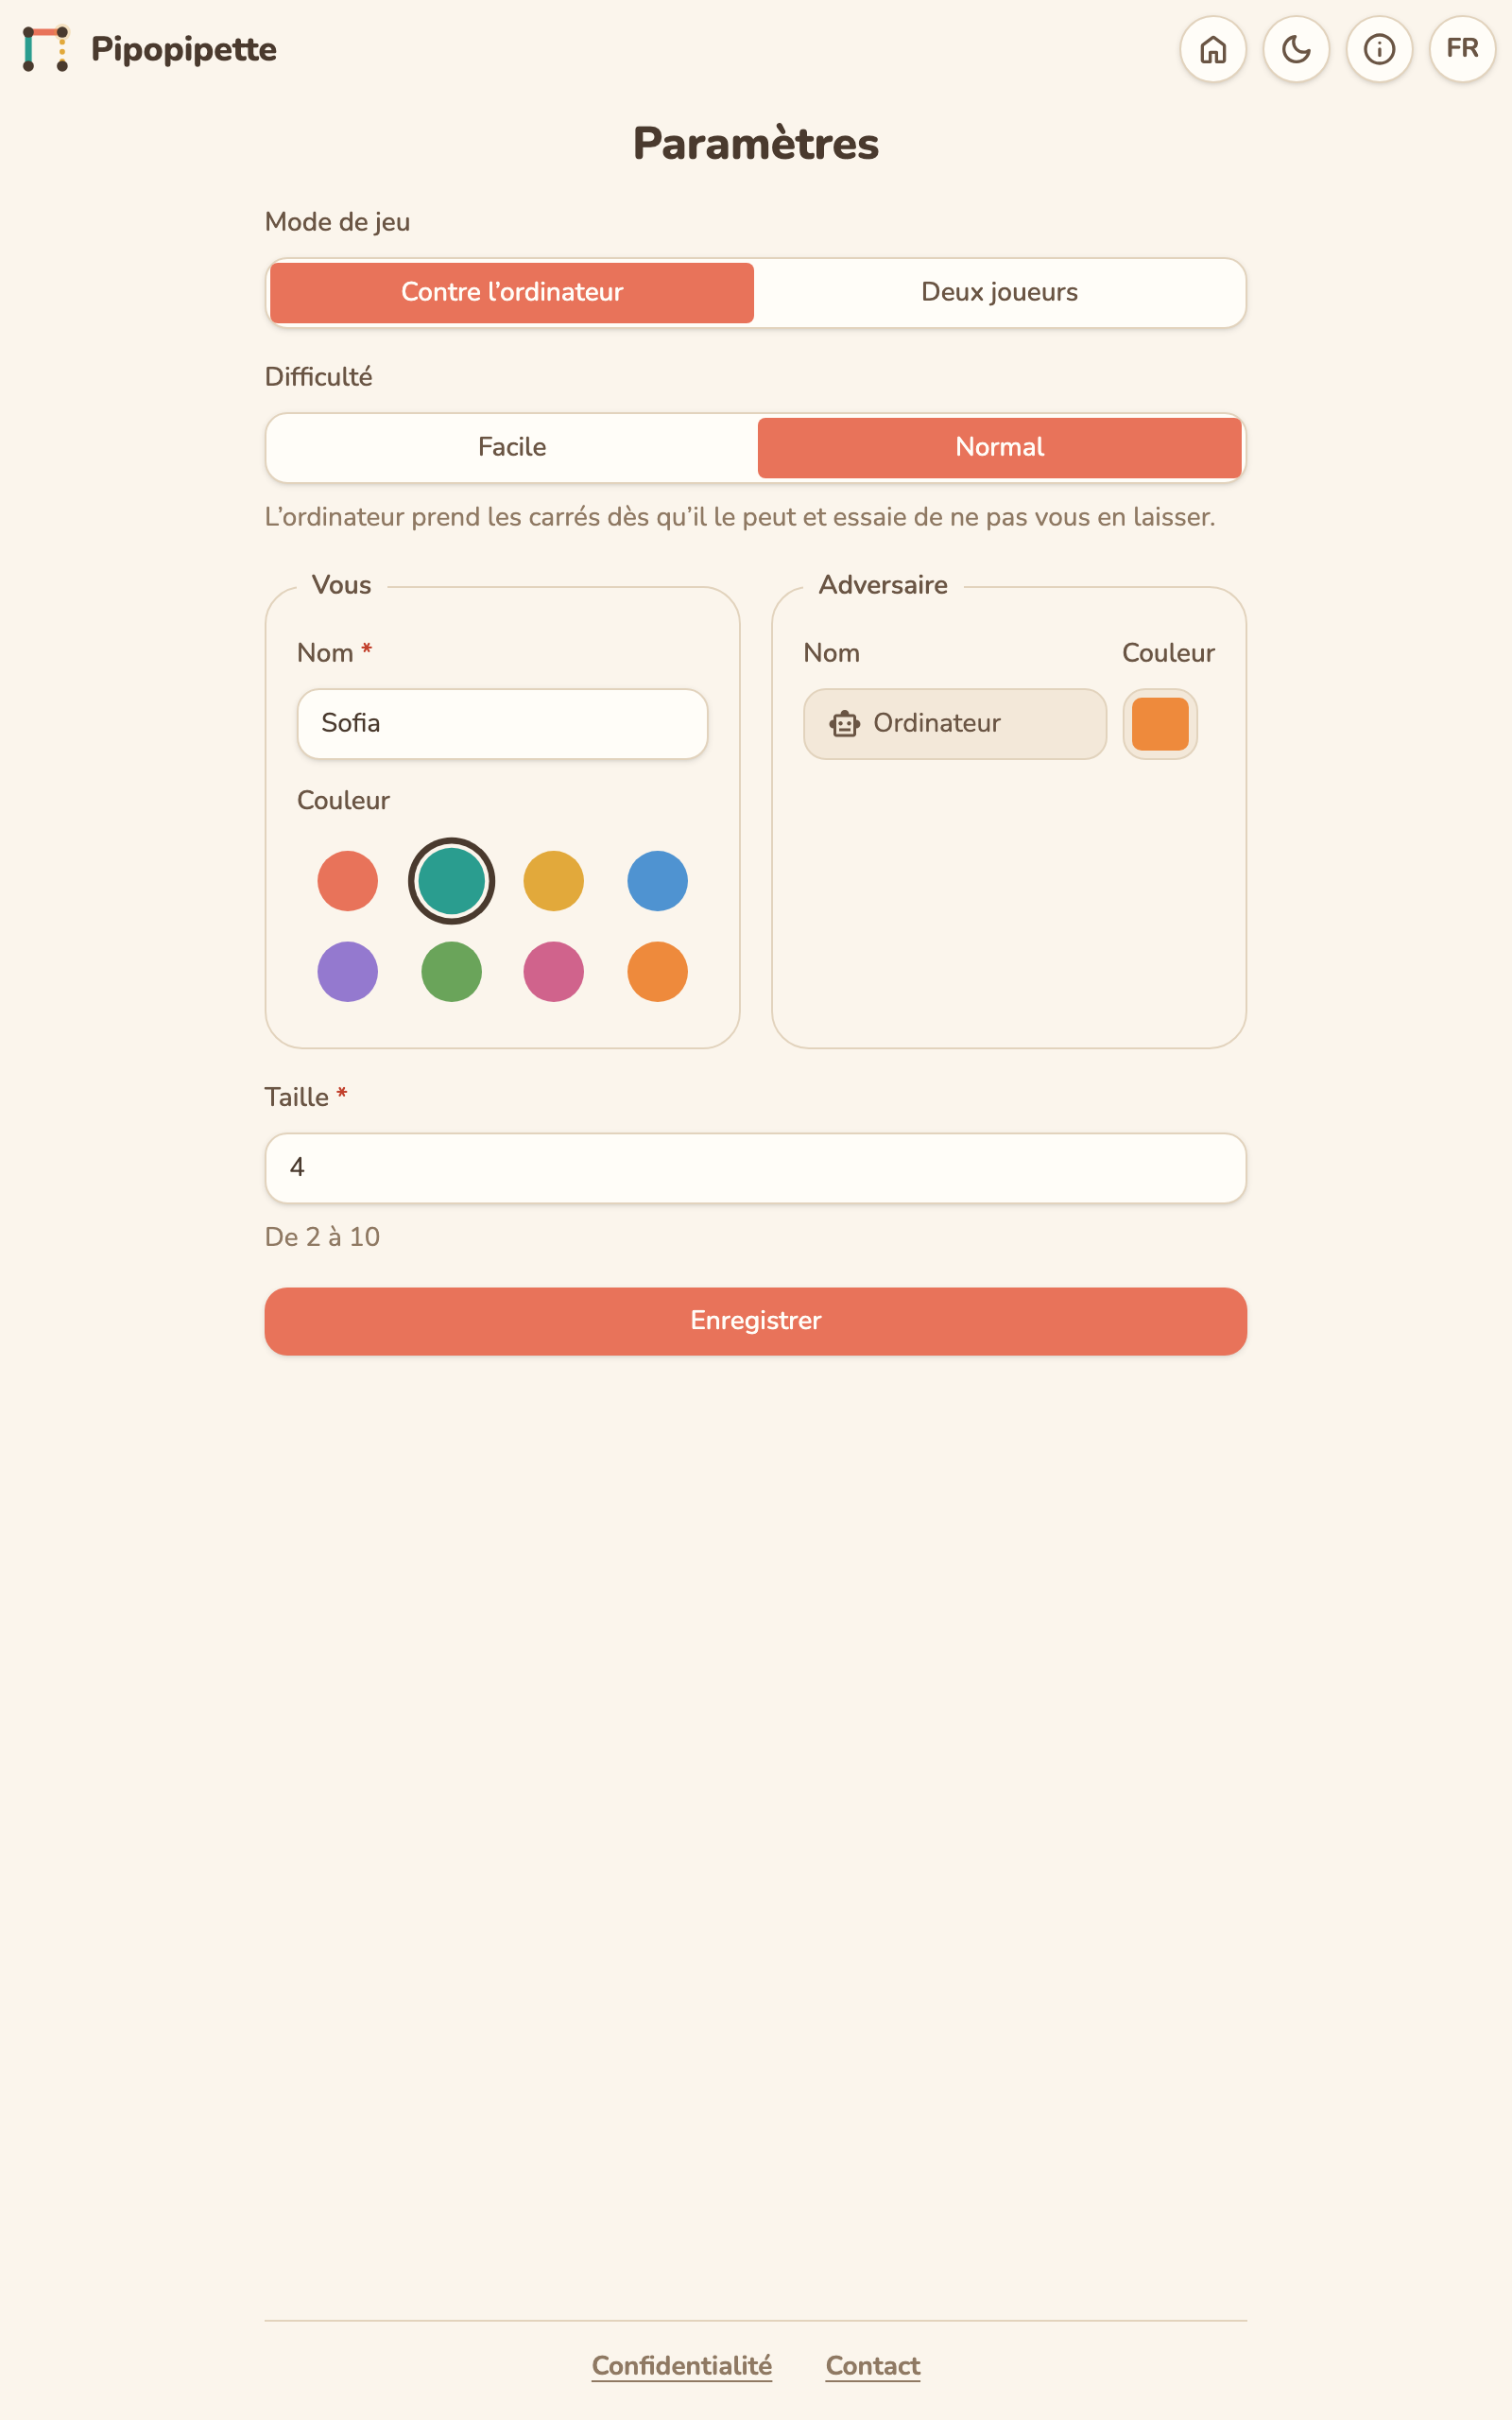 Pipopipette
FR
Paramètres
Mode de jeu
Contre l’ordinateur
Deux joueurs
Difficulté
Facile
Normal
L’ordinateur prend les carrés dès qu’il le peut et essaie de ne pas vous en laisser.
Vous
Nom *
Sofia
Couleur
Adversaire
Nom
Couleur
Ordinateur
Taille *
4
De 2 à 10
Enregistrer
Confidentialité
Contact